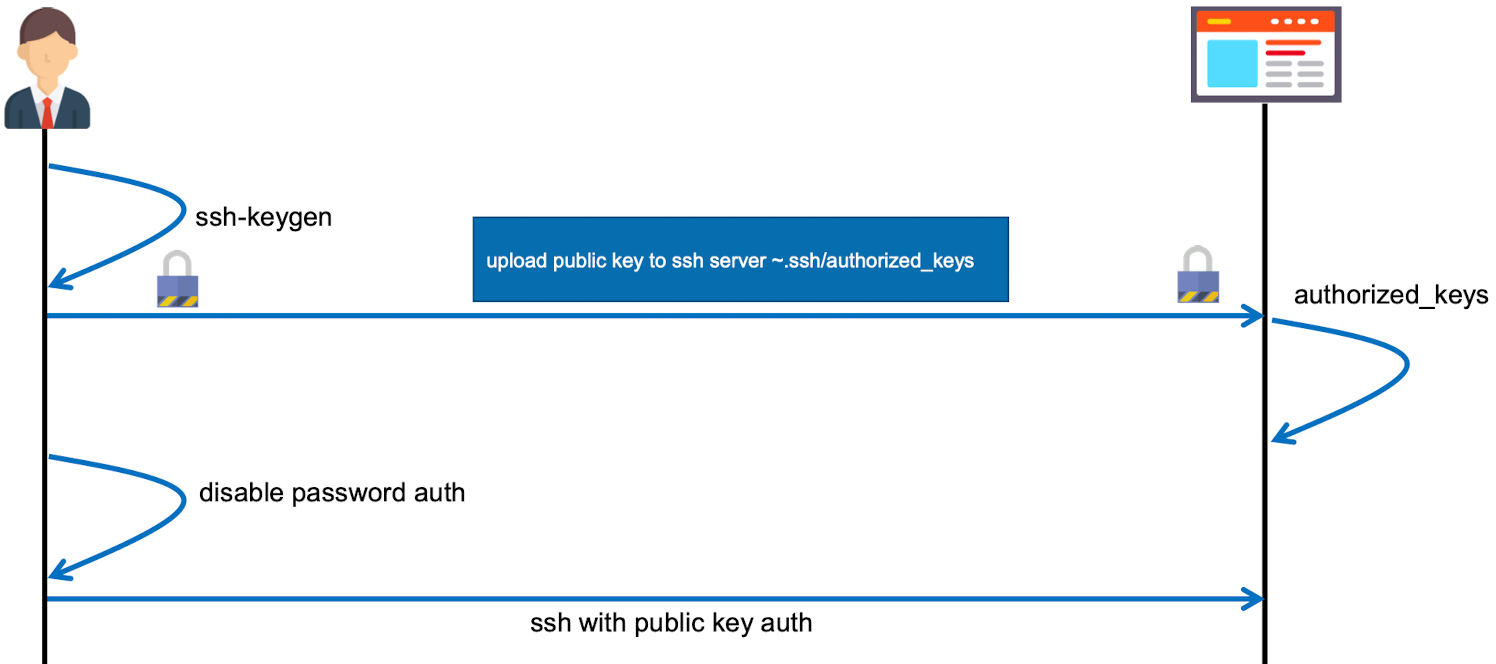 ssh-keygen
upload public key to ssh server ~.ssh/authorized_keys
authorized_keys
disable password auth
ssh with public key auth